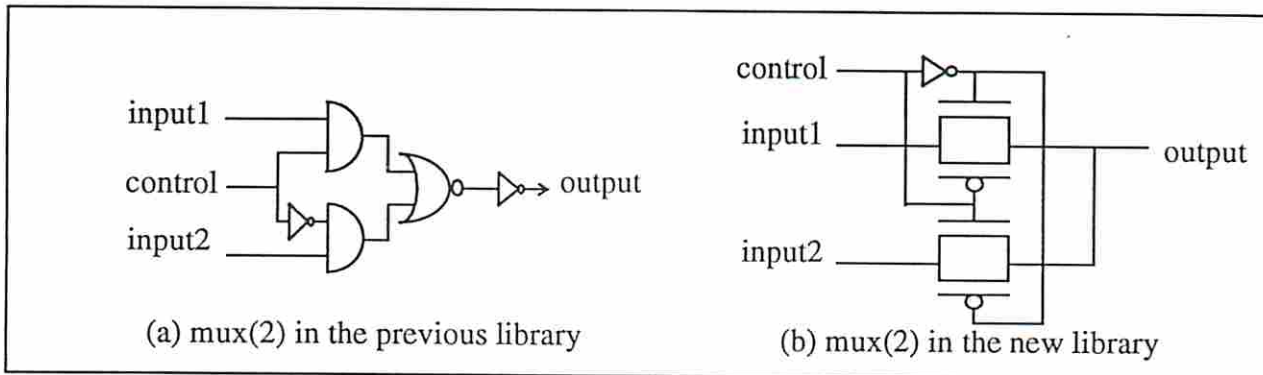 input1
control
input2
output
(a) mux(2) in the previous library
control
input1
input2
output
(b) mux(2) in the new library